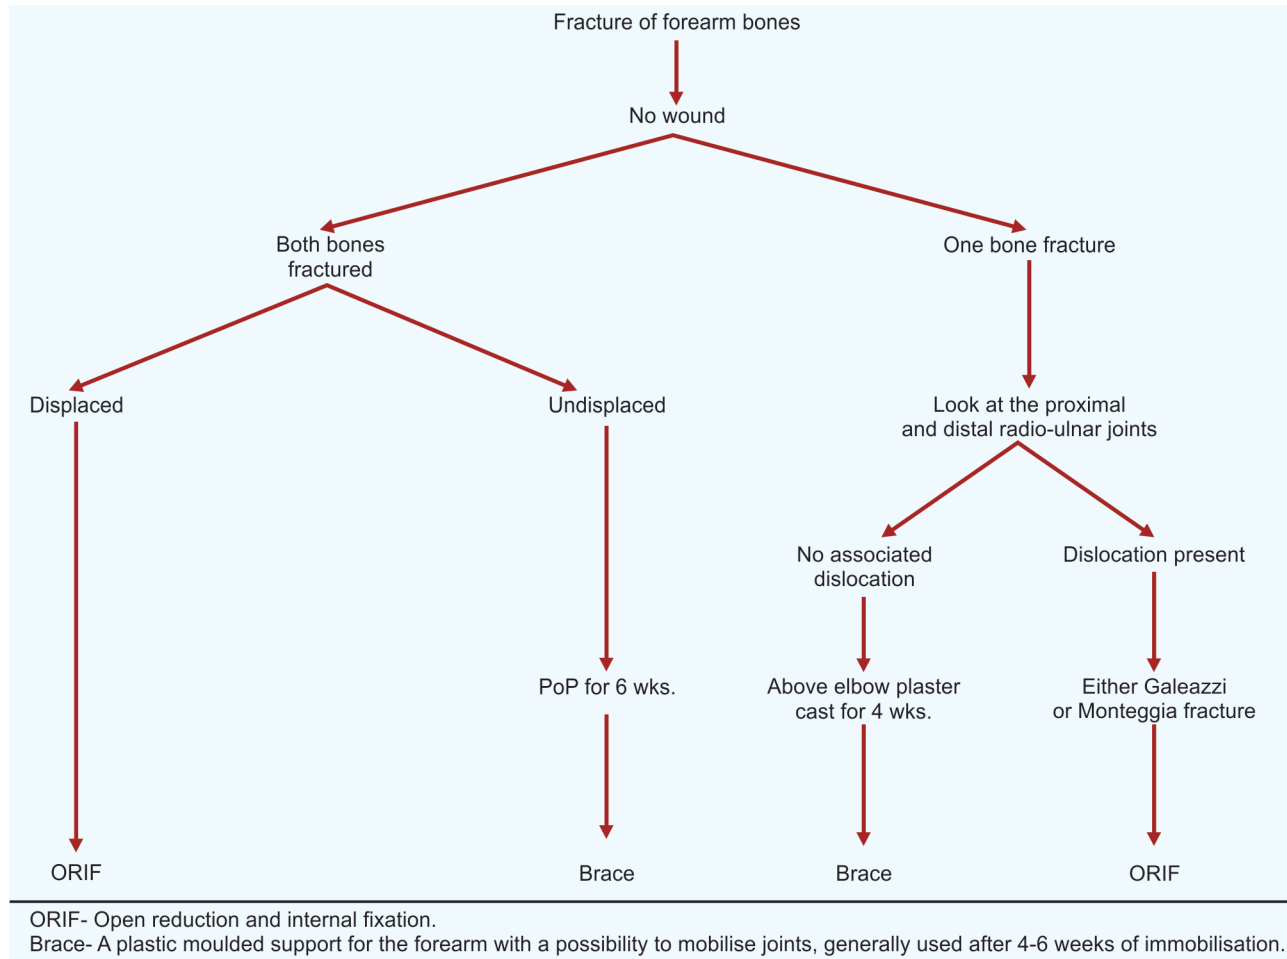 Fracture of forearm bones
No wound
Both bones
fractured
One bone fracture
Displaced
Undisplaced
Look at the proximal
and distal radio-ulnar joints
No associated
dislocation
Dislocation present
PoP for 6 wks.
Above elbow plaster
cast for 4 wks.
Either Galeazzi
or Monteggia fracture
ORIF
Brace
Brace
ORIF
ORIF- Open reduction and internal fixation.
Brace- A plastic moulded support for the forearm with a possibility to mobilise joints, generally used after 4-6 weeks of immobilisation.